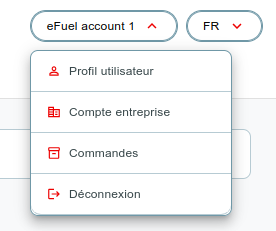 eFuel account 1
FR
Profil utilisateur
Compte entreprise
Commandes
Déconnexion